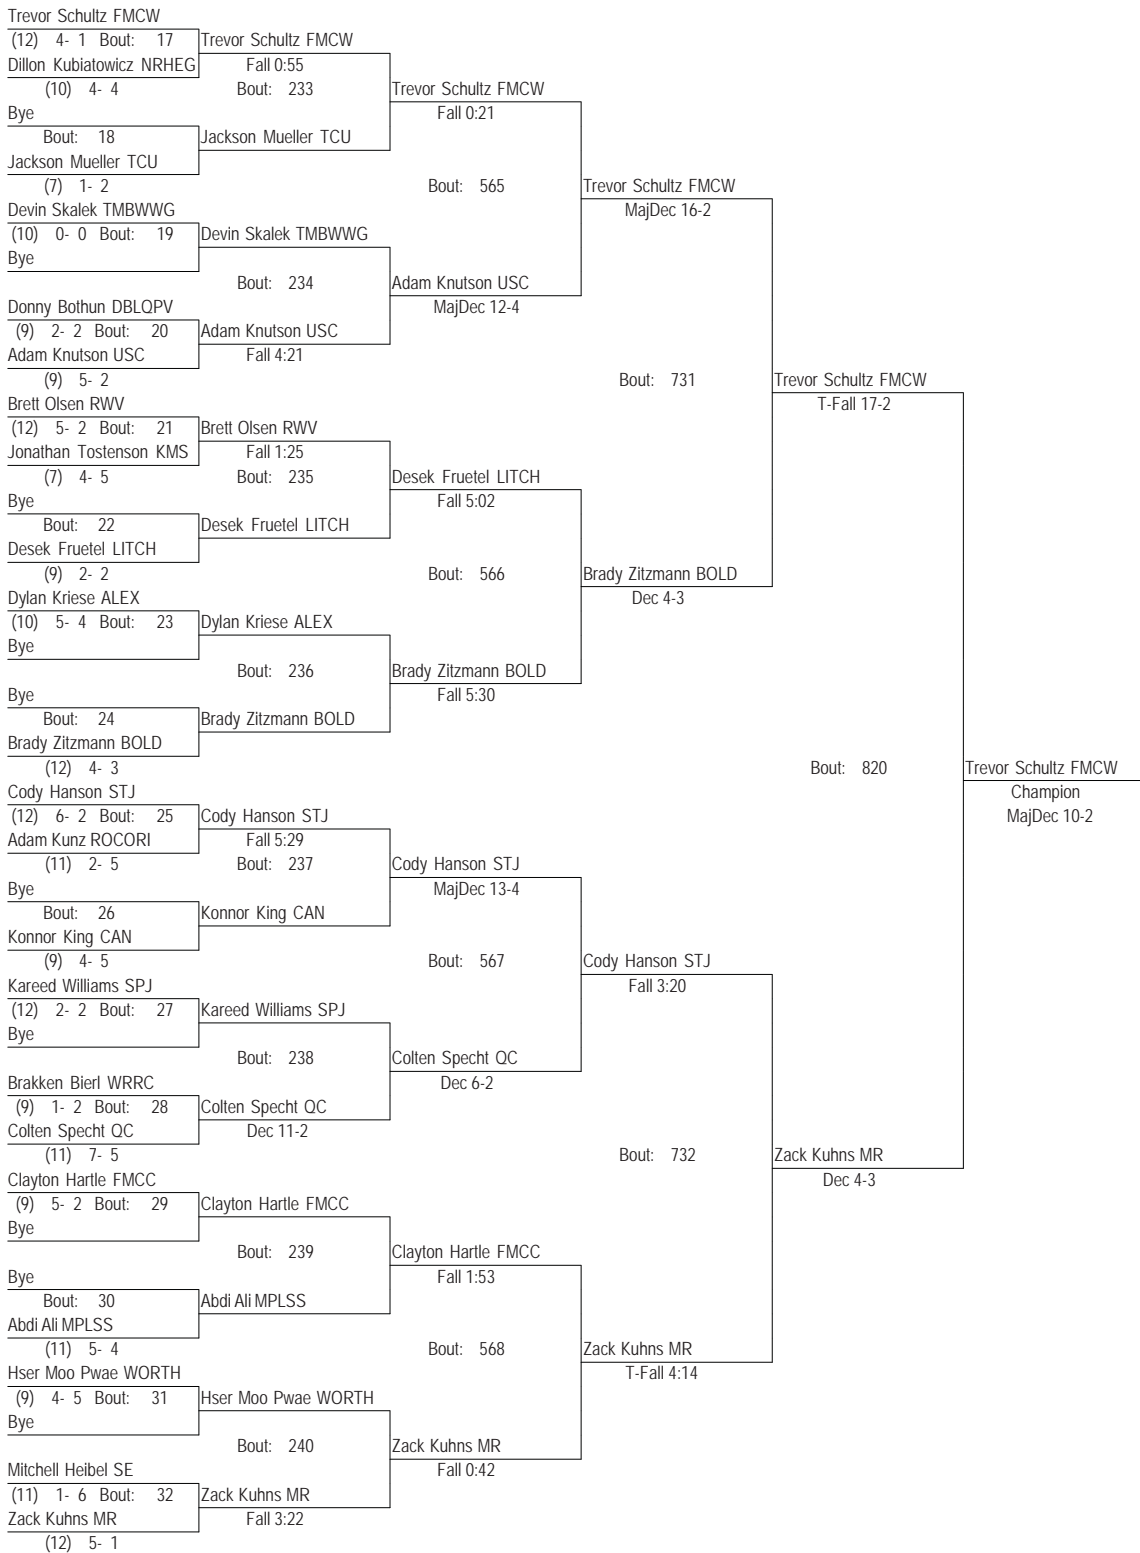 Trevor Schultz FMCW
(12) 4- 1 Bout: 17 Trevor Schultz FMCW
Dillon Kubiatowicz NRHEG Fall 0:55
(10) 4- 4 Bout: 233 Trevor Schultz FMCW
Bye Fall 0:21
Bout: 18 Jackson Mueller TCU
Jackson Mueller TCU
(7) 1- 2 Bout: 565 Trevor Schultz FMCW
Devin Skalek TMBWWG MajDec 16-2
(10) 0- 0 Bout: 19 Devin Skalek TMBWWG
Bye
Bout: 234 Adam Knutson USC
Donny Bothun DBLQPV MajDec 12-4
(9) 2- 2 Bout: 20 Adam Knutson USC
Adam Knutson USC Fall 4:21
(9) 5- 2 Bout: 731 Trevor Schultz FMCW
Brett Olsen RWV T-Fall 17-2
(12) 5- 2 Bout: 21 Brett Olsen RWV
Jonathan Tostenson KMS Fall 1:25
(7) 4- 5 Bout: 235 Desek Fruetel LITCH
Bye Fall 5:02
Bout: 22 Desek Fruetel LITCH
Desek Fruetel LITCH
(9) 2- 2 Bout: 566 Brady Zitzmann BOLD
Dylan Kriese ALEX Dec 4-3
(10) 5- 4 Bout: 23 Dylan Kriese ALEX
Bye
Bout: 236 Brady Zitzmann BOLD
Bye Fall 5:30
Bout: 24 Brady Zitzmann BOLD
Brady Zitzmann BOLD
(12) 4- 3 Bout: 820 Trevor Schultz FMCW
Cody Hanson STJ Champion
(12) 6- 2 Bout: 25 Cody Hanson STJ MajDec 10-2
Adam Kunz ROCORI Fall 5:29
(11) 2- 5 Bout: 237 Cody Hanson STJ
Bye MajDec 13-4
Bout: 26 Konnor King CAN
Konnor King CAN
(9) 4- 5 Bout: 567 Cody Hanson STJ
Kareed Williams SPJ Fall 3:20
(12) 2- 2 Bout: 27 Kareed Williams SPJ
Bye
Bout: 238 Colten Specht QC
Brakken Bierl WRRC Dec 6-2
(9) 1- 2 Bout: 28 Colten Specht QC
Colten Specht QC Dec 11-2
(11) 7- 5 Bout: 732 Zack Kuhns MR
Clayton Hartle FMCC Dec 4-3
(9) 5- 2 Bout: 29 Clayton Hartle FMCC
Bye
Bout: 239 Clayton Hartle FMCC
Bye Fall 1:53
Bout: 30 Abdi Ali MPLSS
Abdi Ali MPLSS
(11) 5- 4 Bout: 568 Zack Kuhns MR
Hser Moo Pwae WORTH T-Fall 4:14
(9) 4- 5 Bout: 31 Hser Moo Pwae WORTH
Bye
Bout: 240 Zack Kuhns MR
Mitchell Heibel SE Fall 0:42
(11) 1- 6 Bout: 32 Zack Kuhns MR
Zack Kuhns MR Fall 3:22
(12) 5- 1